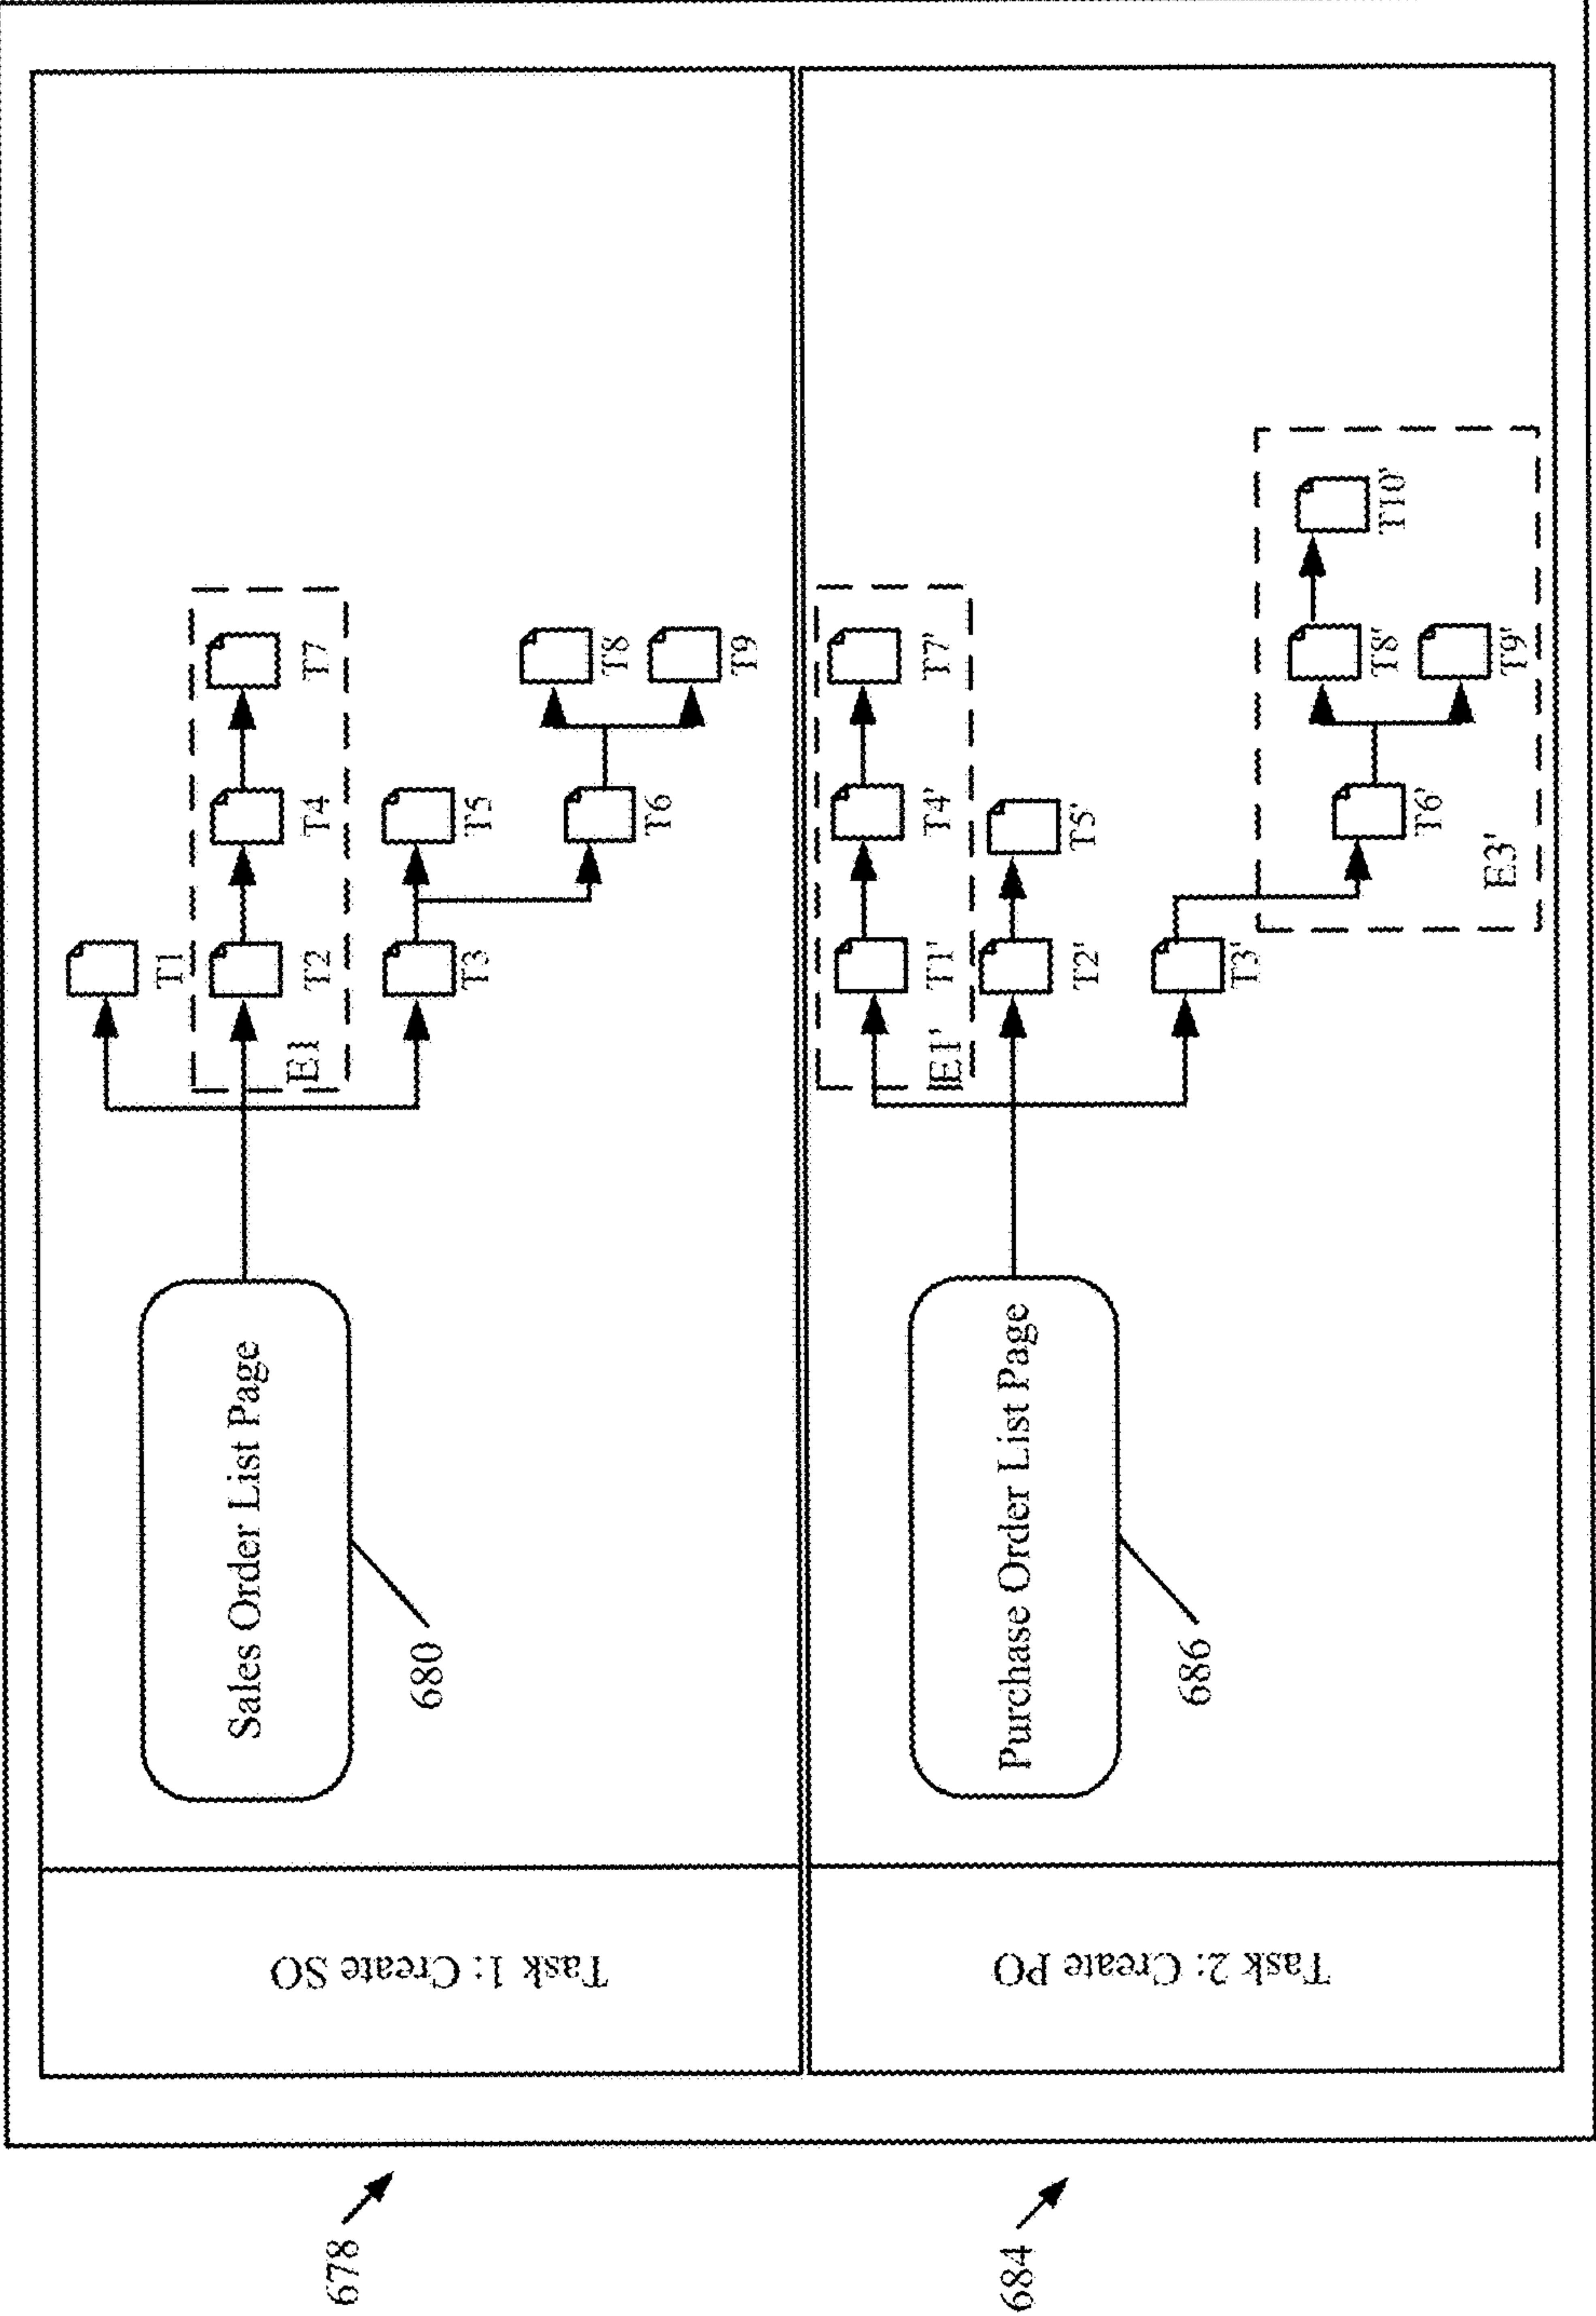 678
Task 1: Create SO
Sales Order List Page
680
E1
T1
T2
T3
T4
T5
T6
T7
T8
T9
684
Task 2: Create PO
Purchase Order List Page
686
E1'
T1'
T2'
T3'
T4'
T5'
T6'
E3'
T7'
T8'
T9'
T10'